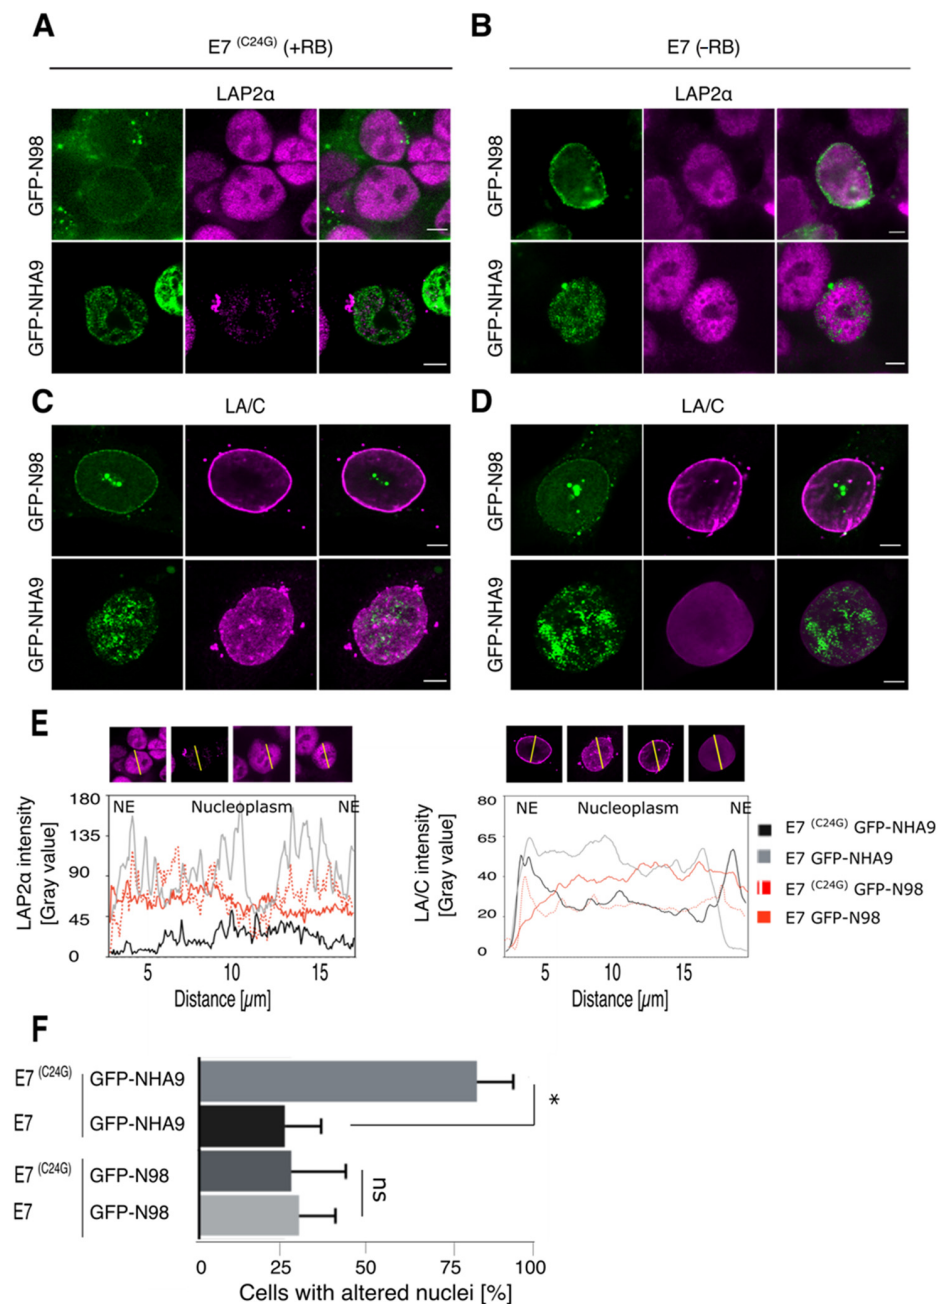 A
E7 (C24G) (+RB)
LAP2α
GFP-N98
GFP-NHA9
B
E7 (–RB)
LAP2α
GFP-N98
GFP-NHA9
C
LA/C
GFP-N98
GFP-NHA9
D
LA/C
GFP-N98
GFP-NHA9
E
LAP2α intensity
[Gray value]
180
135
90
45
0
NE Nucleoplasm NE
5 10 15
Distance [µm]
LA/C intensity
[Gray value]
80
65
40
20
0
NE Nucleoplasm NE
5 10 15
Distance [µm]
E7 (C24G) GFP-NHA9
E7 GFP-NHA9
E7 (C24G) GFP-N98
E7 GFP-N98
F
E7 (C24G) GFP-NHA9
E7 GFP-NHA9
E7 (C24G) GFP-N98
E7 GFP-N98
*
ns
0 25 50 75 100
Cells with altered nuclei [%]